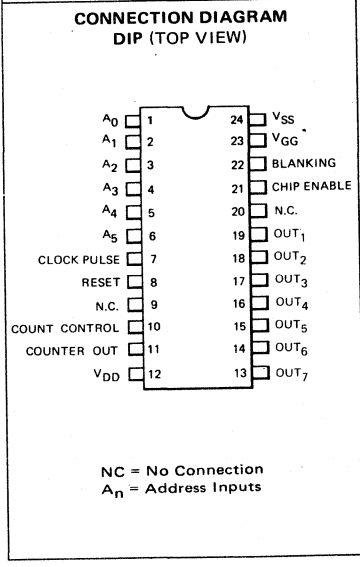 CONNECTION DIAGRAM
DIP (TOP VIEW)
A0 1 24 VSS
A1 2 23 VGG
A2 3 22 BLANKING
A3 4 21 CHIP ENABLE
A4 5 20 N.C.
A5 6 19 OUT1
CLOCK PULSE 7 18 OUT2
RESET 8 17 OUT3
N.C. 9 16 OUT4
COUNT CONTROL 10 15 OUT5
COUNTER OUT 11 14 OUT6
VDD 12 13 OUT7
NC = No Connection
An = Address Inputs